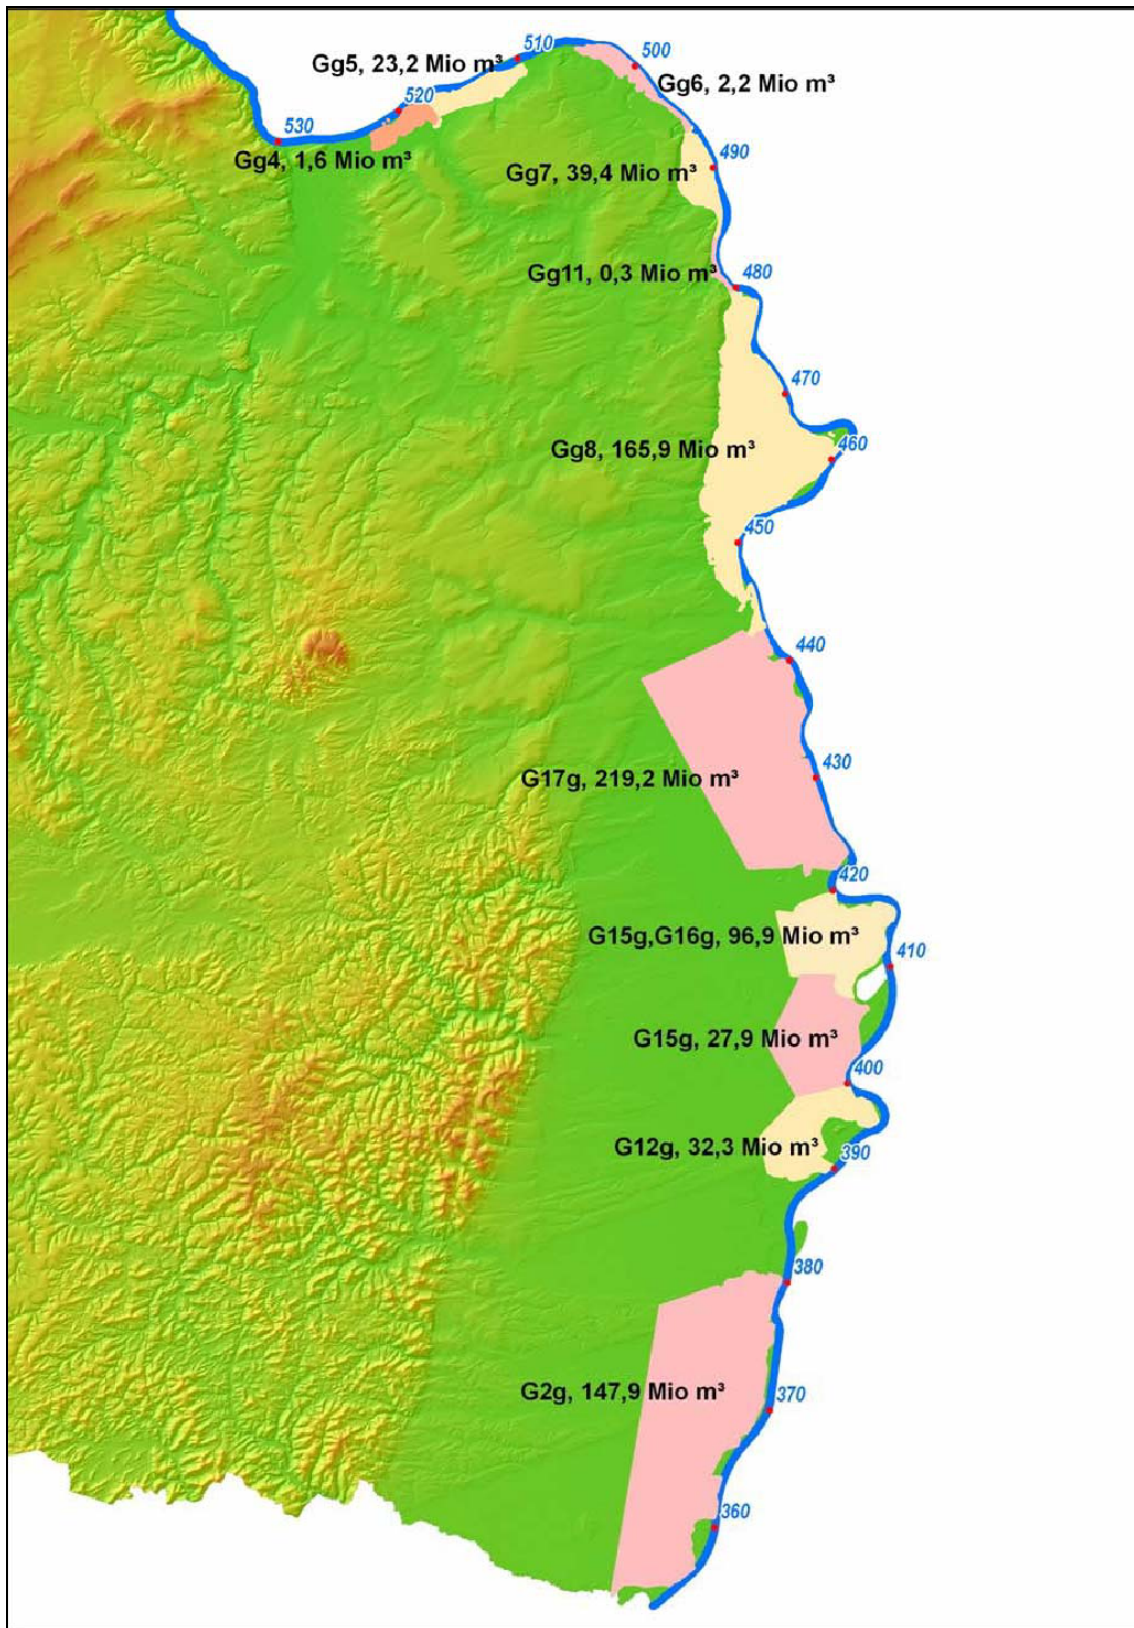 510
500
Gg5, 23,2 Mio m³
Gg6, 2,2 Mio m³
520
530
490
Gg4, 1,6 Mio m³
Gg7, 39,4 Mio m³
Gg11, 0,3 Mio m³
480
470
460
Gg8, 165,9 Mio m³
450
440
430
G17g, 219,2 Mio m³
420
G15g,G16g, 96,9 Mio m³
410
G15g, 27,9 Mio m³
400
G12g, 32,3 Mio m³
390
380
G2g, 147,9 Mio m³
370
360